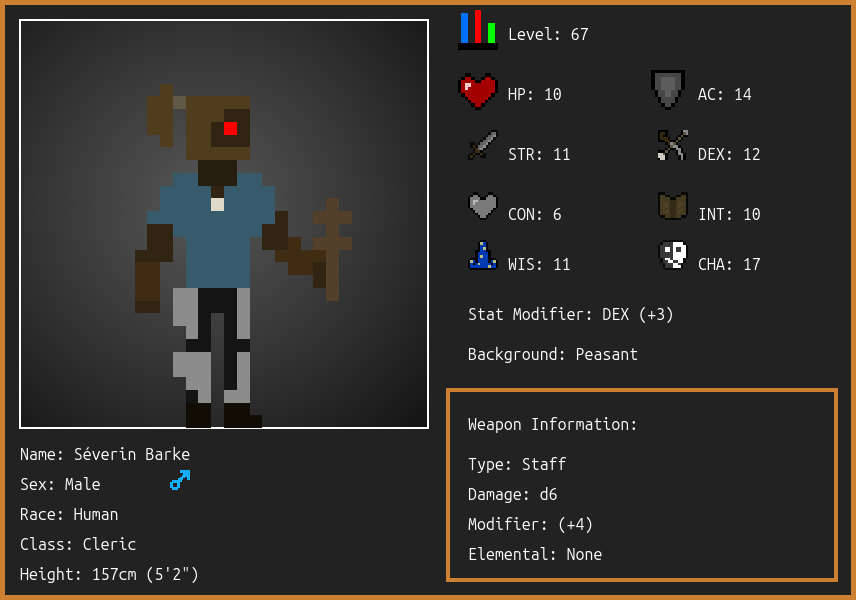 Level: 67
HP: 10
AC: 14
STR: 11
DEX: 12
CON: 6
INT: 10
WIS: 11
CHA: 17
Stat Modifier: DEX (+3)
Background: Peasant
Weapon Information:
Type: Staff
Damage: d6
Modifier: (+4)
Elemental: None
Name: Séverin Barke
Sex: Male
Race: Human
Class: Cleric
Height: 157cm (5'2")